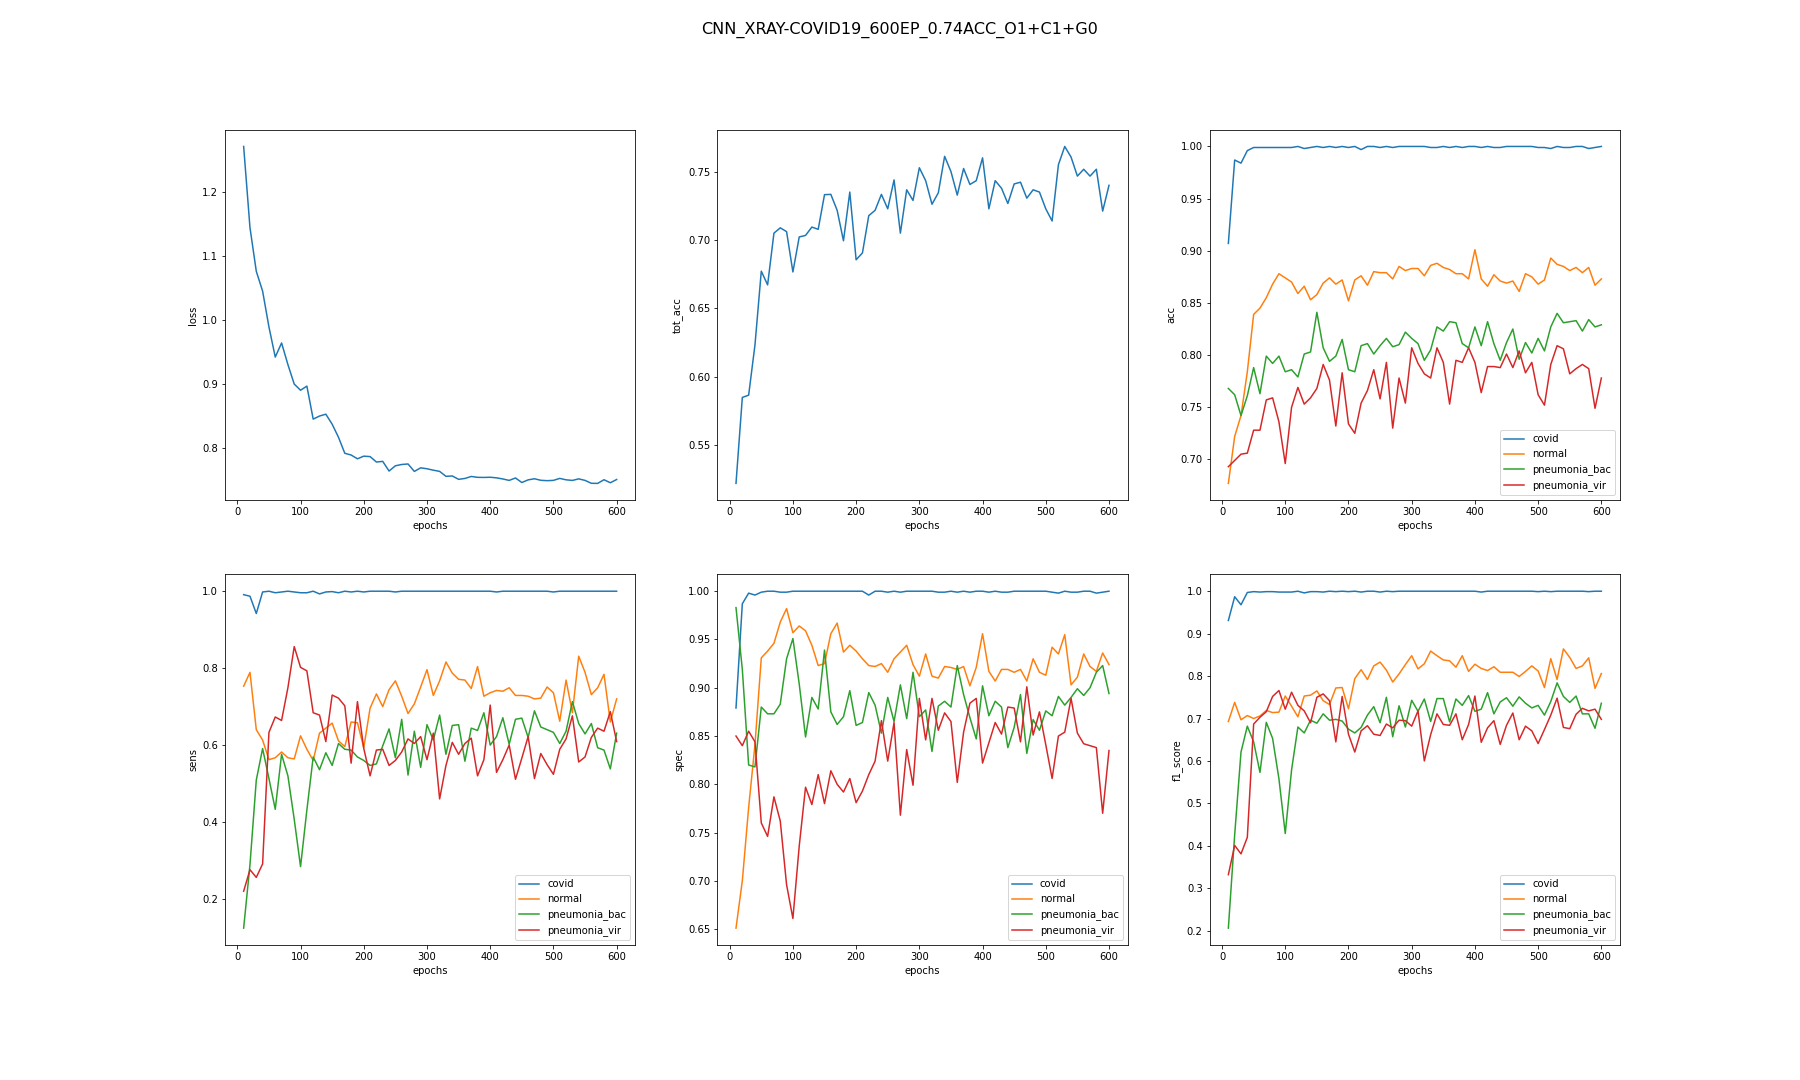 CNN_XRAY-COVID19_600EP_0.74ACC_O1+C1+G0
loss
1.2
1.1
1.0
0.9
0.8
0 100 200 300 400 500 600
epochs
tot_acc
0.75
0.70
0.65
0.60
0.55
0 100 200 300 400 500 600
epochs
acc
1.00
0.95
0.90
0.85
0.80
0.75
0.70
covid
normal
pneumonia_bac
pneumonia_vir
0 100 200 300 400 500 600
epochs
sens
1.0
0.8
0.6
0.4
0.2
covid
normal
pneumonia_bac
pneumonia_vir
0 100 200 300 400 500 600
epochs
spec
1.00
0.95
0.90
0.85
0.80
0.75
0.70
0.65
covid
normal
pneumonia_bac
pneumonia_vir
0 100 200 300 400 500 600
epochs
f1_score
1.0
0.9
0.8
0.7
0.6
0.5
0.4
0.3
0.2
covid
normal
pneumonia_bac
pneumonia_vir
0 100 200 300 400 500 600
epochs